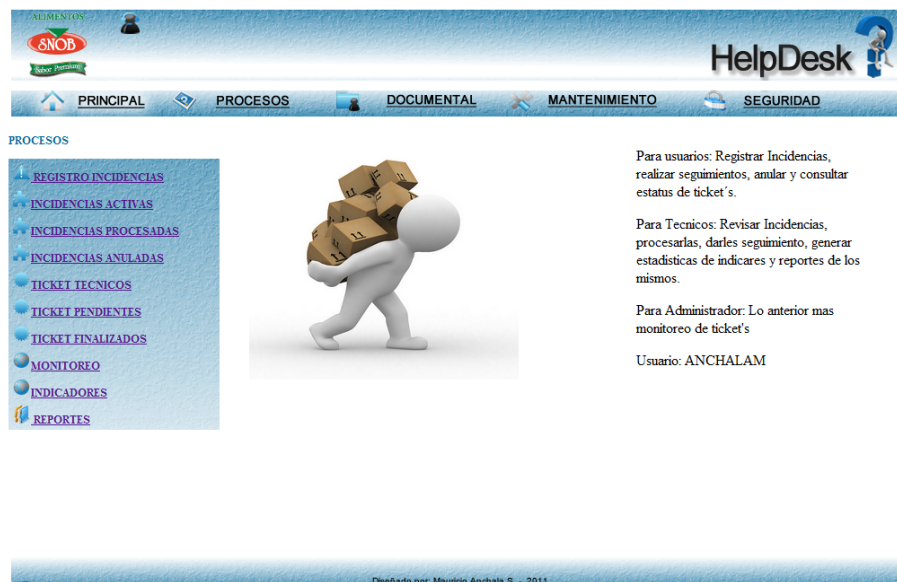 ALIMENTOS
SNOB
Sabor Premium
HelpDesk
PRINCIPAL PROCESOS DOCUMENTAL MANTENIMIENTO SEGURIDAD
PROCESOS
REGISTRO INCIDENCIAS
INCIDENCIAS ACTIVAS
INCIDENCIAS PROCESADAS
INCIDENCIAS ANULADAS
TICKET TECNICOS
TICKET PENDIENTES
TICKET FINALIZADOS
MONITOREO
INDICADORES
REPORTES
Para usuarios: Registrar Incidencias,
realizar seguimientos, anular y consultar
estatus de ticket´s.
Para Tecnicos: Revisar Incidencias,
procesarlas, darles seguimiento, generar
estadisticas de indicares y reportes de los
mismos.
Para Administrador: Lo anterior mas
monitoreo de ticket's
Usuario: ANCHALAM
Diseñado por: Mauricio Anchala S. - 2011